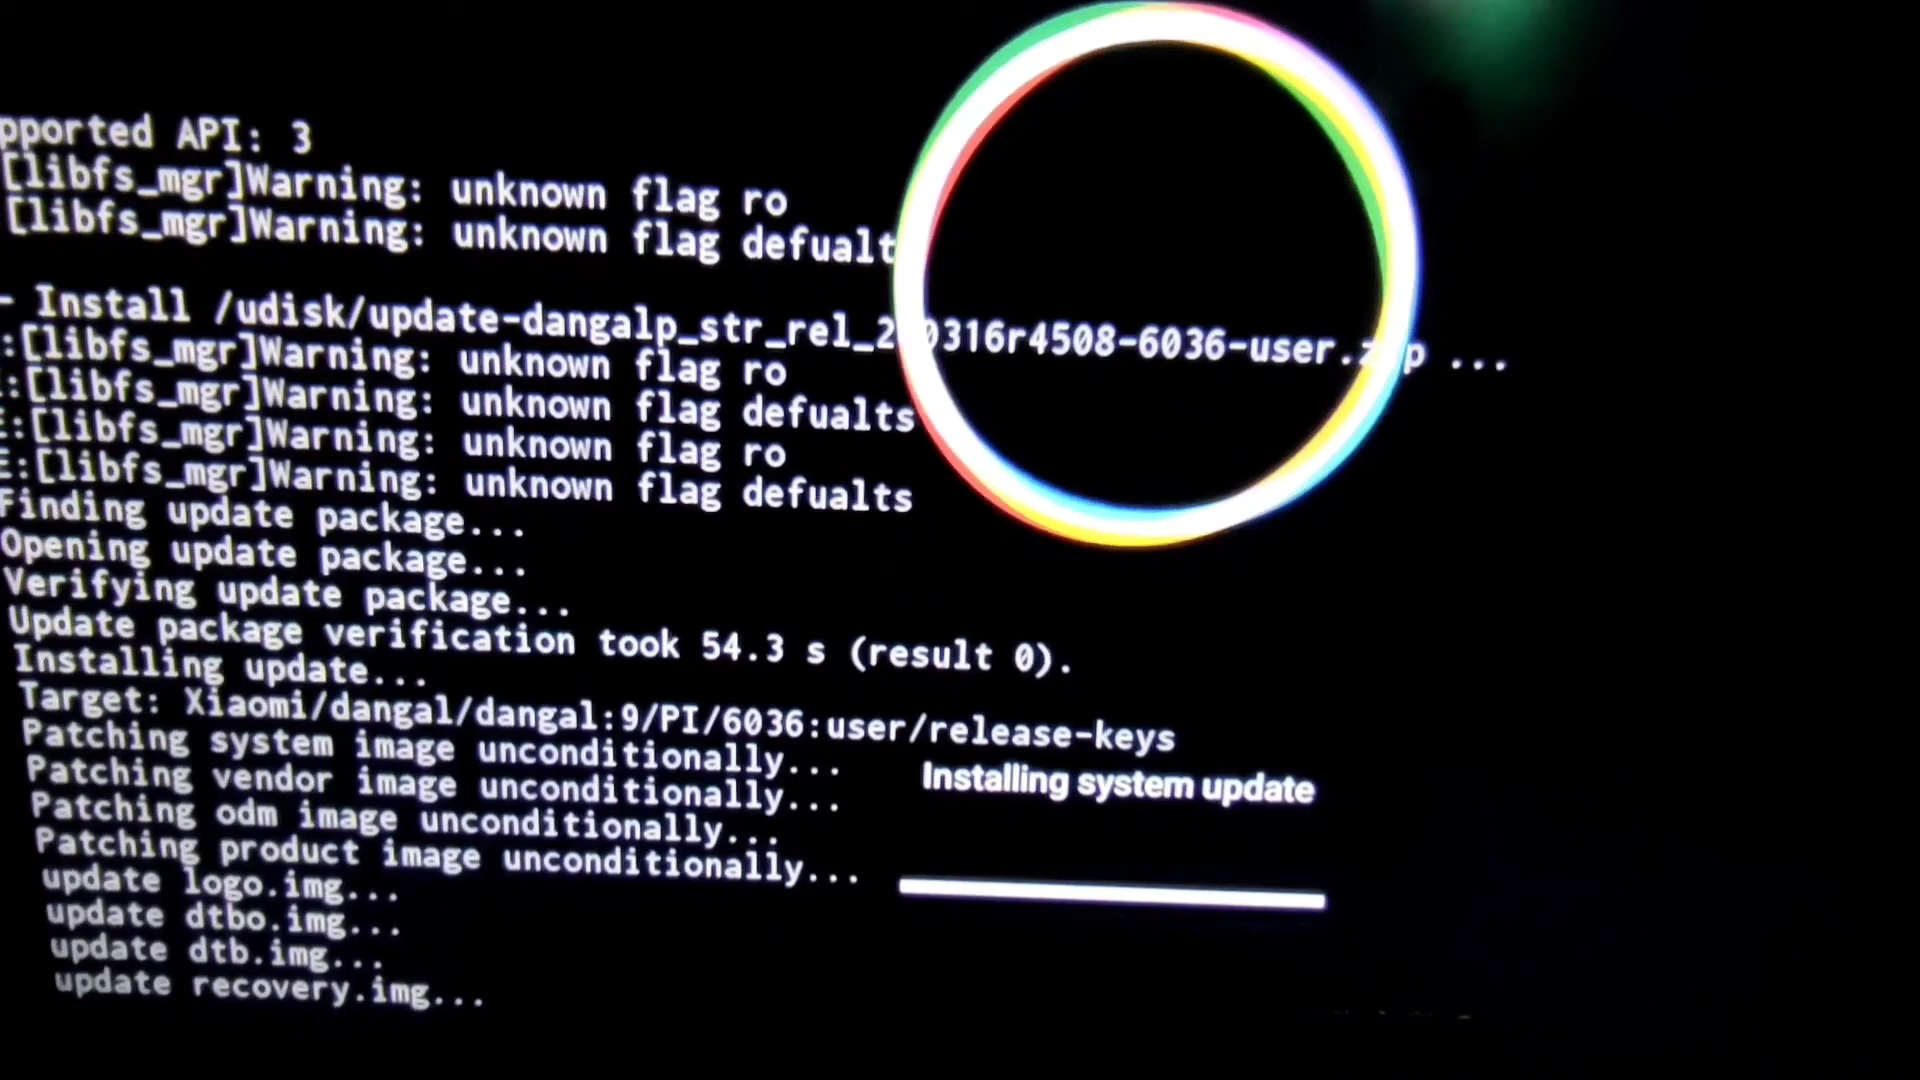 pported API: 3
[libfs_mgr]Warning: unknown flag ro
[libfs_mgr]Warning: unknown flag defualt
- Install /udisk/update-dangalp_str_rel_2 0316r4508-6036-user.zip ...
:[libfs_mgr]Warning: unknown flag ro
:[libfs_mgr]Warning: unknown flag defualts
E:[libfs_mgr]Warning: unknown flag ro
E:[libfs_mgr]Warning: unknown flag defualts
Finding update package...
Opening update package...
Verifying update package...
Update package verification took 54.3 s (result 0).
Installing update...
Target: Xiaomi/dangal/dangal:9/PI/6036:user/release-keys
Patching system image unconditionally...
Patching vendor image unconditionally...
Patching odm image unconditionally...
Patching product image unconditionally...
update logo.img...
update dtbo.img...
update dtb.img...
update recovery.img...
Installing system update